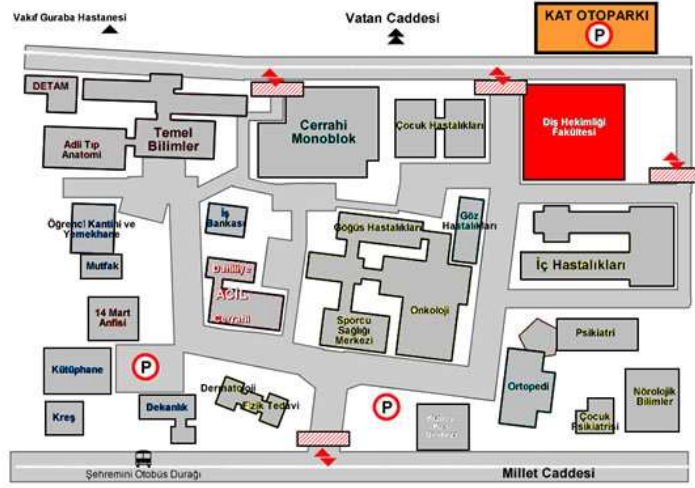 Vakıf Guraba Hastanesi
Vatan Caddesi
KAT OTOPARKI
P
DETAM
Adli Tıp
Anatomi
Temel
Bilimler
Cerrahi
Monoblok
Çocuk Hastalıkları
Diş Hekimliği
Fakültesi
Öğrenci Kantini ve
Yemekhane
Mutfak
İş
Bankası
Göğüs Hastalıkları
Göz
Hastalıkları
İç Hastalıkları
Dahiliye
ACİL
Cerrahi
14 Mart
Anfisi
Sporcu
Sağlığı
Merkezi
Onkoloji
Psikiatri
Kütüphane
P
Dermatoloji
Fizik Tedavi
P
Ortopedi
Nörolojik
Bilimler
Kreş
Dekanlık
Çocuk
Psikiatrisi
Şehremini Otobüs Durağı
Millet Caddesi